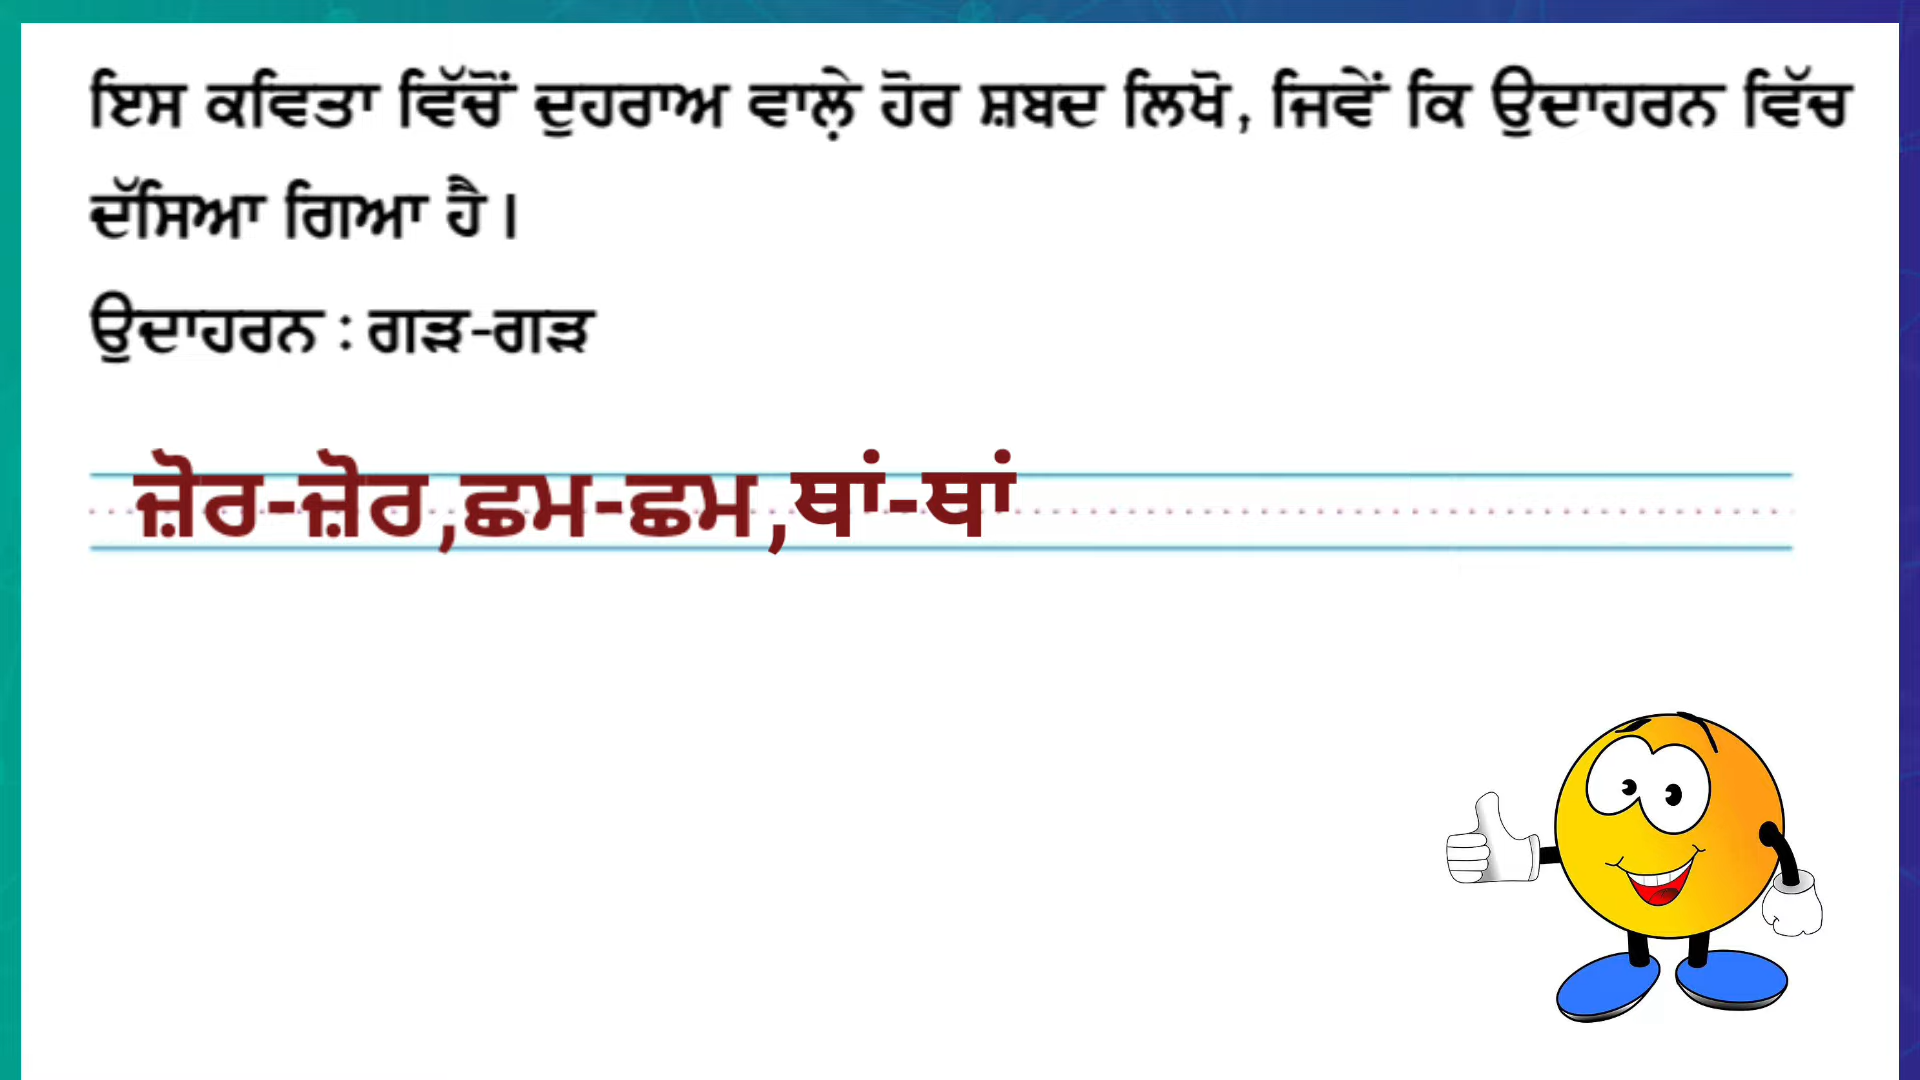 ਇਸ ਕਵਿਤਾ ਵਿੱਚੋਂ ਦੁਹਰਾਅ ਵਾਲ਼ੇ ਹੋਰ ਸ਼ਬਦ ਲਿਖੋ, ਜਿਵੇਂ ਕਿ ਉਦਾਹਰਨ ਵਿੱਚ
ਦੱਸਿਆ ਗਿਆ ਹੈ।
ਉਦਾਹਰਨ : ਗੜ-ਗੜ
ਜ਼ੋਰ-ਜ਼ੋਰ,ਛਮ-ਛਮ,ਥਾਂ-ਥਾਂ